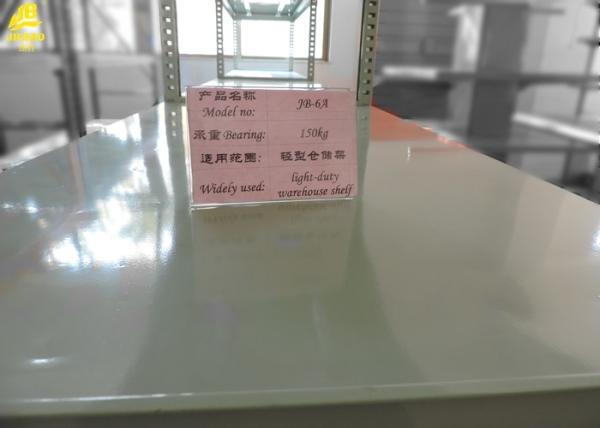 产品名称
Model no:
JB-6A
承重 Bearing:
150kg
适用范围:
轻型仓储架
Widely used:
light-duty
warehouse shelf